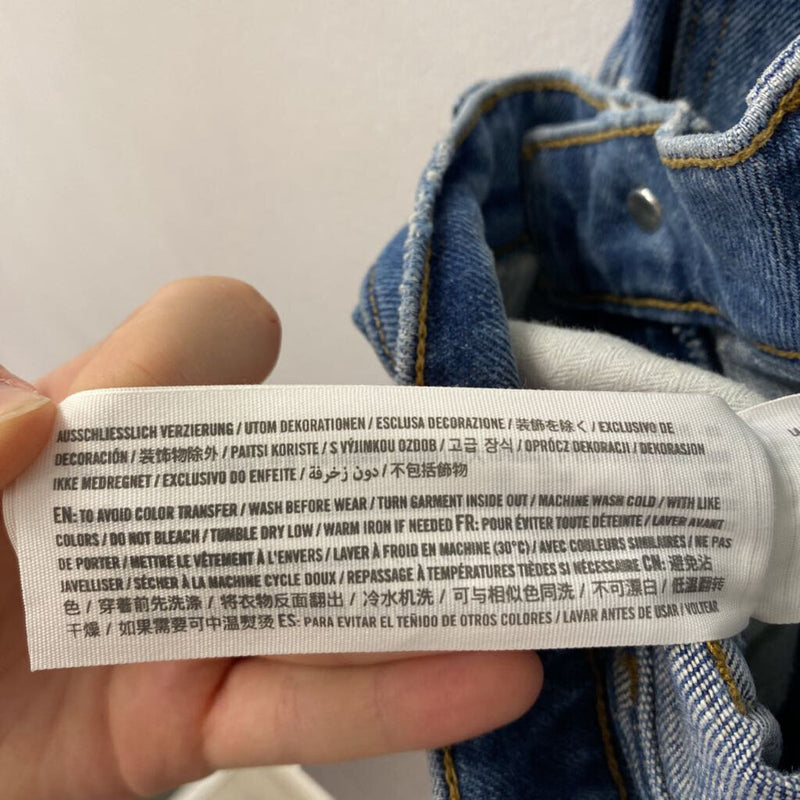 AUSSCHLIESSLICH VERZIERUNG / UTOM DEKORATIONEN / ESCLUSA DECORAZIONE / 装飾を除く / EXCLUSIVO DE
DECORACIÓN / 装饰物除外 / PAITSI KORISTE / S VÝJIMKOU OZDOB / 고급 장식 / OPRÓCZ DEKORACJI / DEKORASJON
IKKE MEDREGNET / EXCLUSIVO DO ENFEITE / دون زخرفة / 不包括飾物
EN: TO AVOID COLOR TRANSFER / WASH BEFORE WEAR / TURN GARMENT INSIDE OUT / MACHINE WASH COLD / WITH LIKE
COLORS / DO NOT BLEACH / TUMBLE DRY LOW / WARM IRON IF NEEDED FR: POUR ÉVITER TOUTE DÉTEINTE / LAVER AVANT
DE PORTER / METTRE LE VÊTEMENT À L'ENVERS / LAVER À FROID EN MACHINE (30°C) / AVEC COULEURS SIMILAIRES / NE PAS
JAVELLISER / SÉCHER À LA MACHINE CYCLE DOUX / REPASSAGE À TEMPÉRATURES TIÈDES SI NÉCESSAIRE CN: 避免沾
色 / 穿着前先洗涤 / 将衣物反面翻出 / 冷水机洗 / 可与相似色同洗 / 不可漂白 / 低温翻转
干燥 / 如果需要可中温熨烫 ES: PARA EVITAR EL TEÑIDO DE OTROS COLORES / LAVAR ANTES DE USAR / VOLTEAR